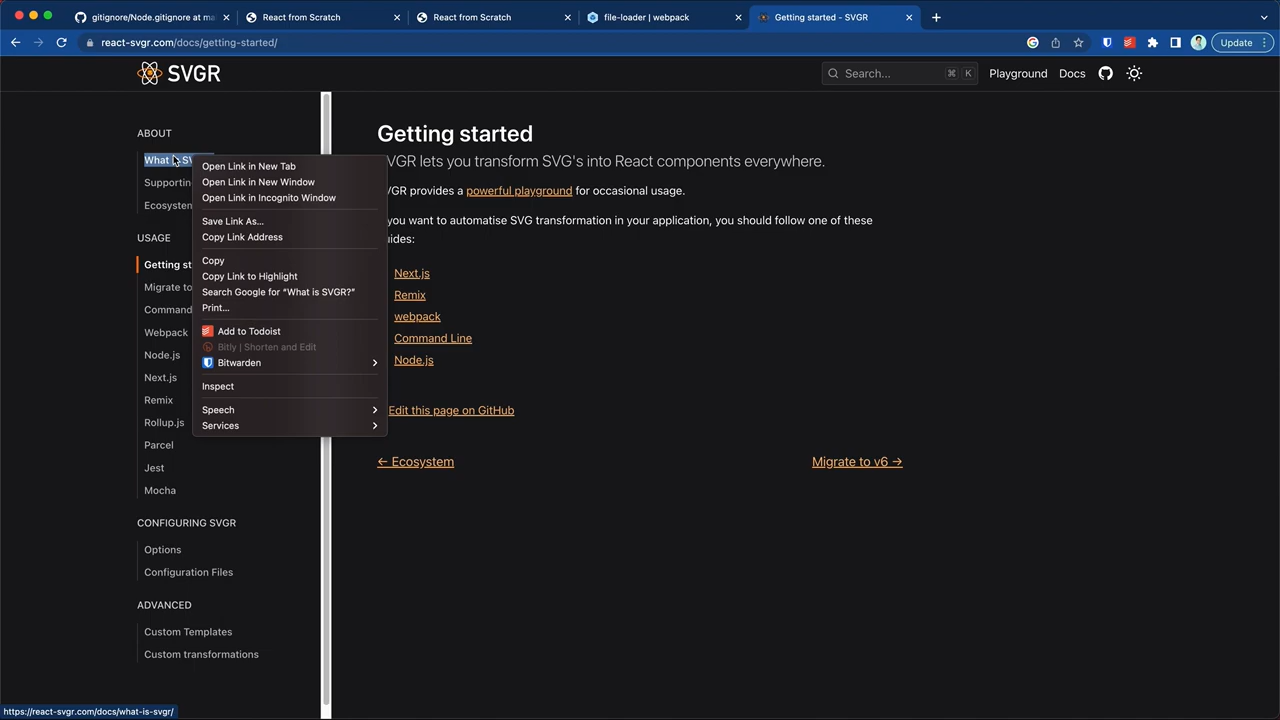 gitignore/Node.gitignore at ma
React from Scratch
React from Scratch
file-loader | webpack
Getting started - SVGR
react-svgr.com/docs/getting-started/
Update
SVGR
Search...
⌘ K
Playground
Docs
ABOUT
What is SV
Supporting
Ecosystem
USAGE
Getting st
Migrate to
Command
Webpack
Node.js
Next.js
Remix
Rollup.js
Parcel
Jest
Mocha
CONFIGURING SVGR
Options
Configuration Files
ADVANCED
Custom Templates
Custom transformations
Open Link in New Tab
Open Link in New Window
Open Link in Incognito Window
Save Link As...
Copy Link Address
Copy
Copy Link to Highlight
Search Google for “What is SVGR?”
Print...
Add to Todoist
Bitly | Shorten and Edit
Bitwarden
Inspect
Speech
Services
Getting started
VGR lets you transform SVG's into React components everywhere.
VGR provides a powerful playground for occasional usage.
you want to automatise SVG transformation in your application, you should follow one of these
uides:
Next.js
Remix
webpack
Command Line
Node.js
Edit this page on GitHub
← Ecosystem
Migrate to v6 →
https://react-svgr.com/docs/what-is-svgr/